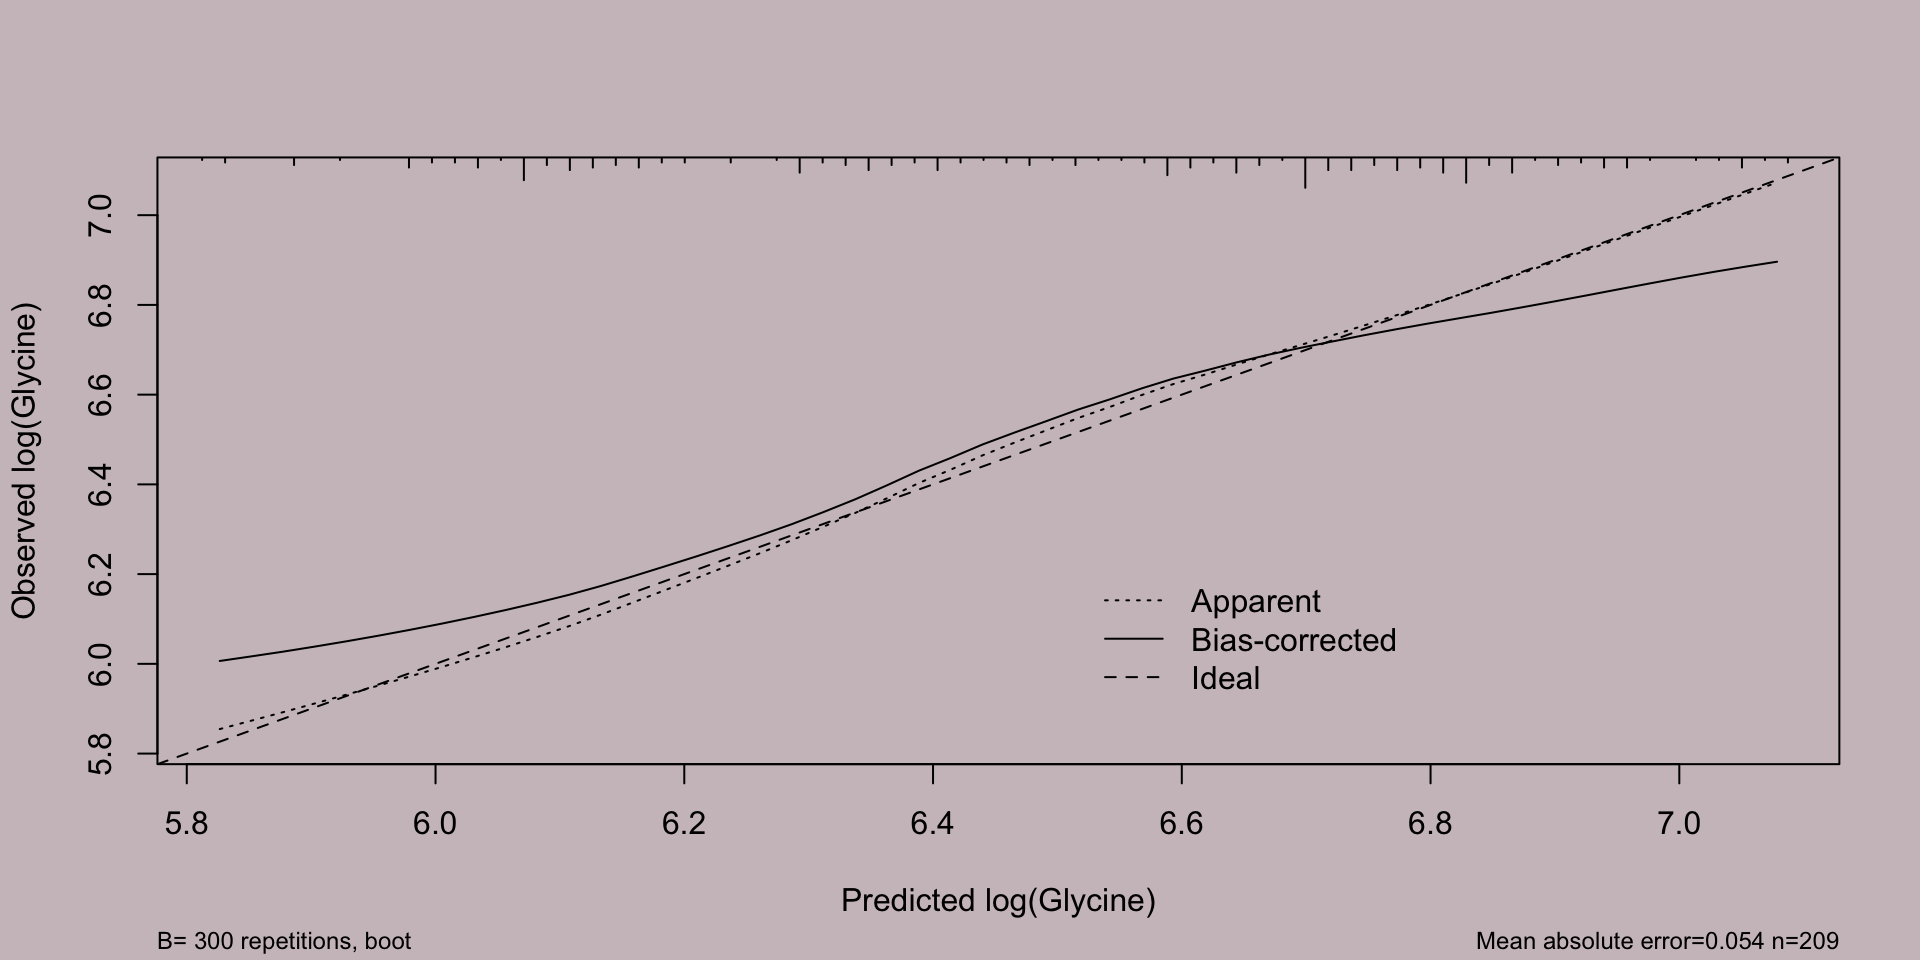 Observed log(Glycine)
7.0
6.8
6.6
6.4
6.2
6.0
5.8
Apparent
Bias-corrected
Ideal
5.8 6.0 6.2 6.4 6.6 6.8 7.0
Predicted log(Glycine)
B= 300 repetitions, boot
Mean absolute error=0.054 n=209